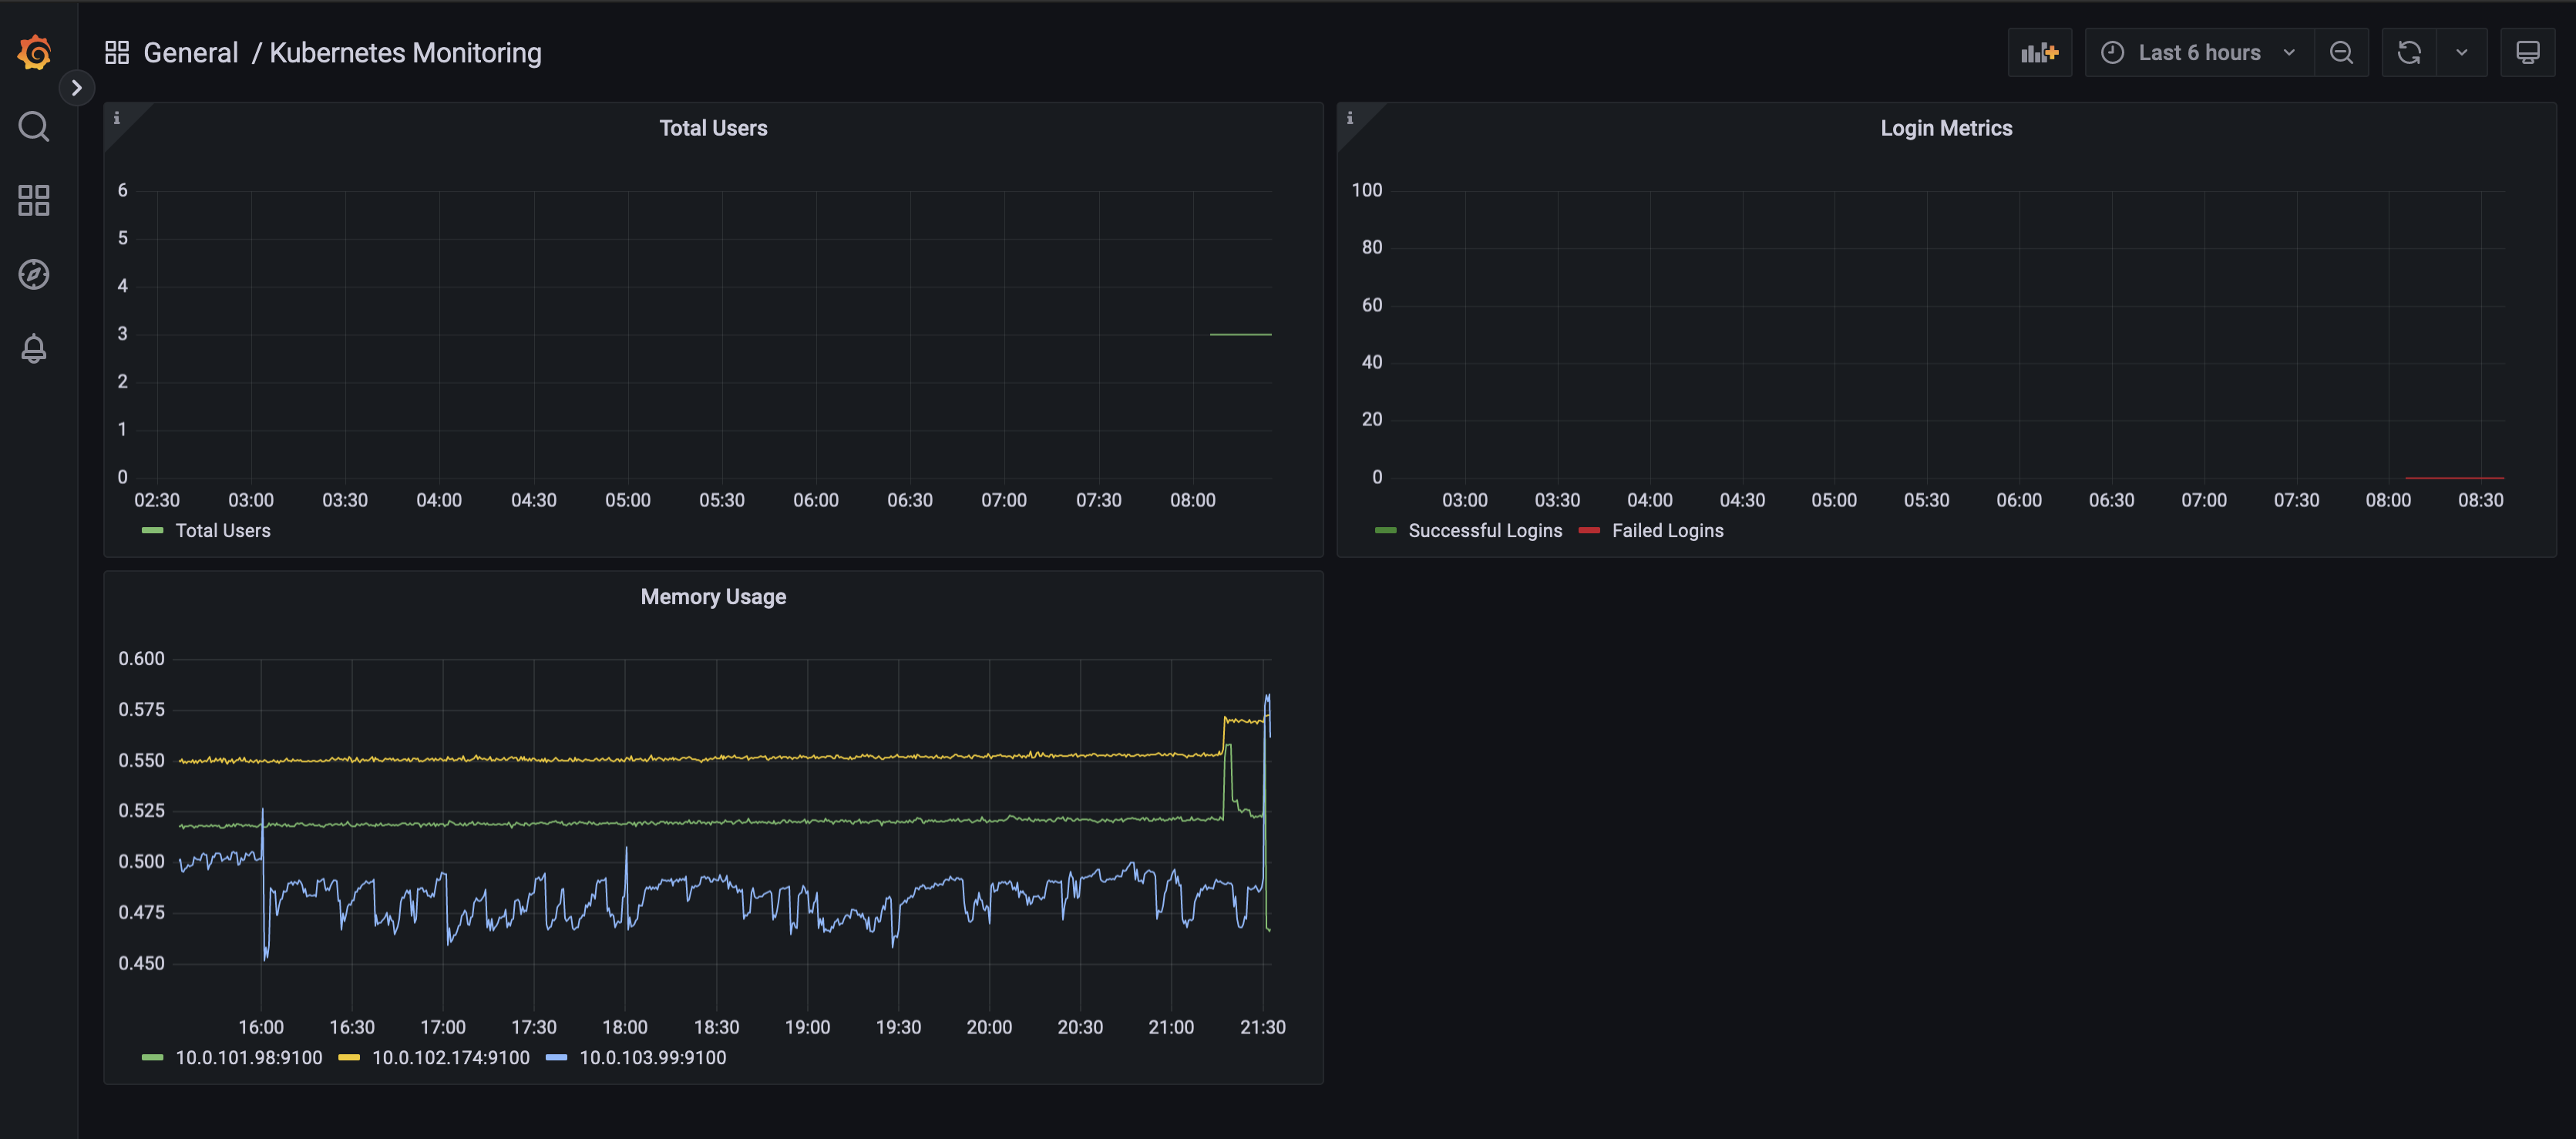 General / Kubernetes Monitoring
Last 6 hours
Total Users
6
5
4
3
2
1
0
02:30 03:00 03:30 04:00 04:30 05:00 05:30 06:00 06:30 07:00 07:30 08:00
Total Users
Login Metrics
100
80
60
40
20
0
03:00 03:30 04:00 04:30 05:00 05:30 06:00 06:30 07:00 07:30 08:00 08:30
Successful Logins Failed Logins
Memory Usage
0.600
0.575
0.550
0.525
0.500
0.475
0.450
16:00 16:30 17:00 17:30 18:00 18:30 19:00 19:30 20:00 20:30 21:00 21:30
10.0.101.98:9100 10.0.102.174:9100 10.0.103.99:9100